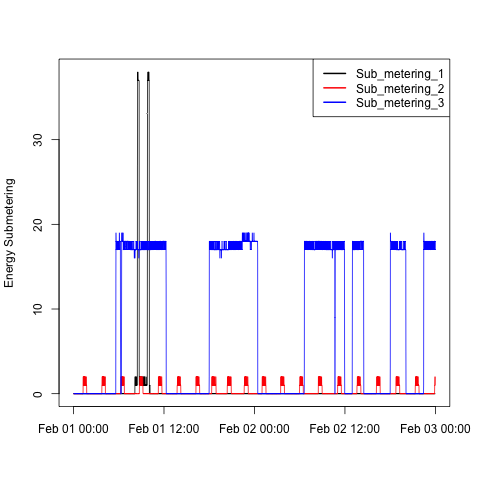 Sub_metering_1
Sub_metering_2
Sub_metering_3
Energy Submetering
30
20
10
0
Feb 01 00:00 Feb 01 12:00 Feb 02 00:00 Feb 02 12:00 Feb 03 00:00